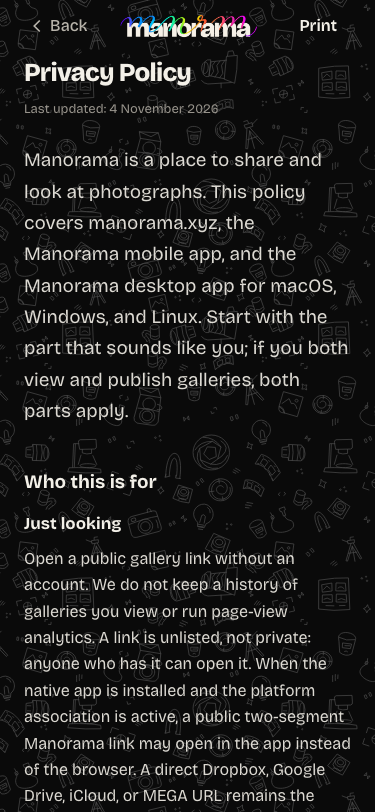 Back
manorama
Print
Privacy Policy
Last updated: 4 November 2026
Manorama is a place to share and
look at photographs. This policy
covers manorama.xyz, the
Manorama mobile app, and the
Manorama desktop app for macOS,
Windows, and Linux. Start with the
part that sounds like you; if you both
view and publish galleries, both
parts apply.
Who this is for
Just looking
Open a public gallery link without an
account. We do not keep a history of
galleries you view or run page-view
analytics. A link is unlisted, not private:
anyone who has it can open it. When the
native app is installed and the platform
association is active, a public two-segment
Manorama link may open in the app instead
of the browser. A direct Dropbox, Google
Drive, iCloud, or MEGA URL remains the